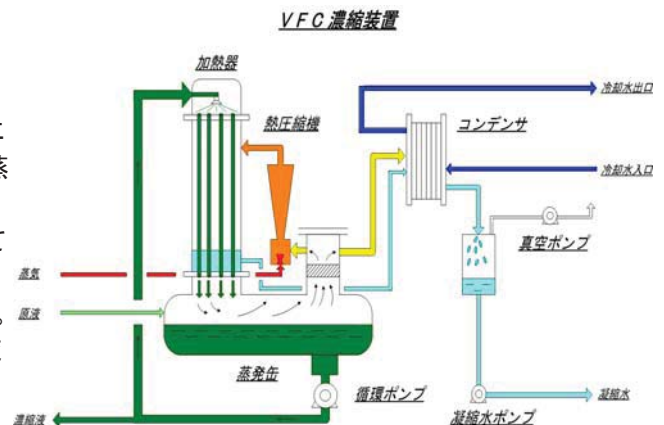 VFC濃縮装置
加熱器
熱圧縮機
コンデンサ
冷却水出口
冷却水入口
蒸
て
。
蒸気
真空ポンプ
原液
蒸発缶
循環ポンプ
濃縮液
凝縮水ポンプ
凝縮水